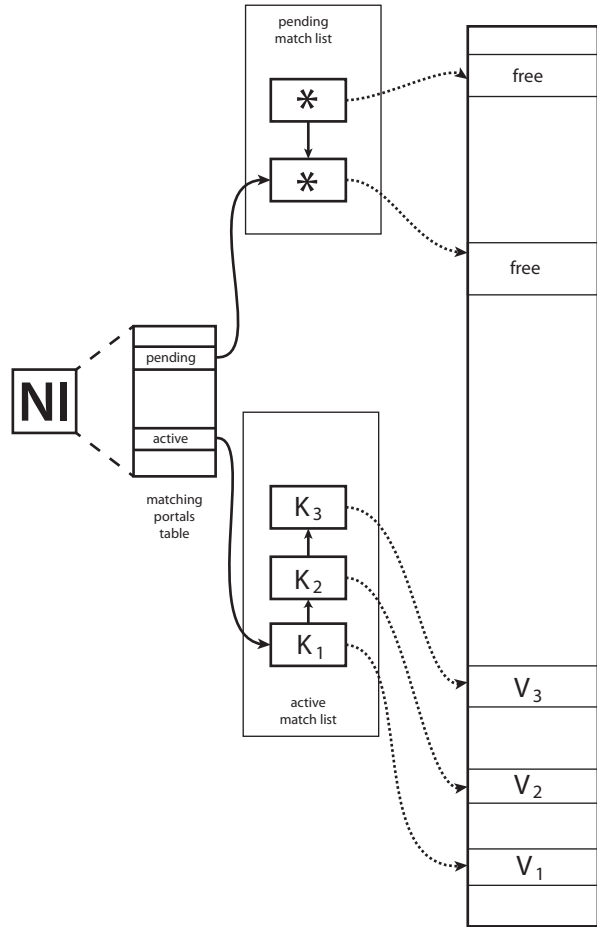 pending
match list
*
free
*
free
pending
NI
active
matching
portals
table
K3
K2
K1
active
match list
V3
V2
V1